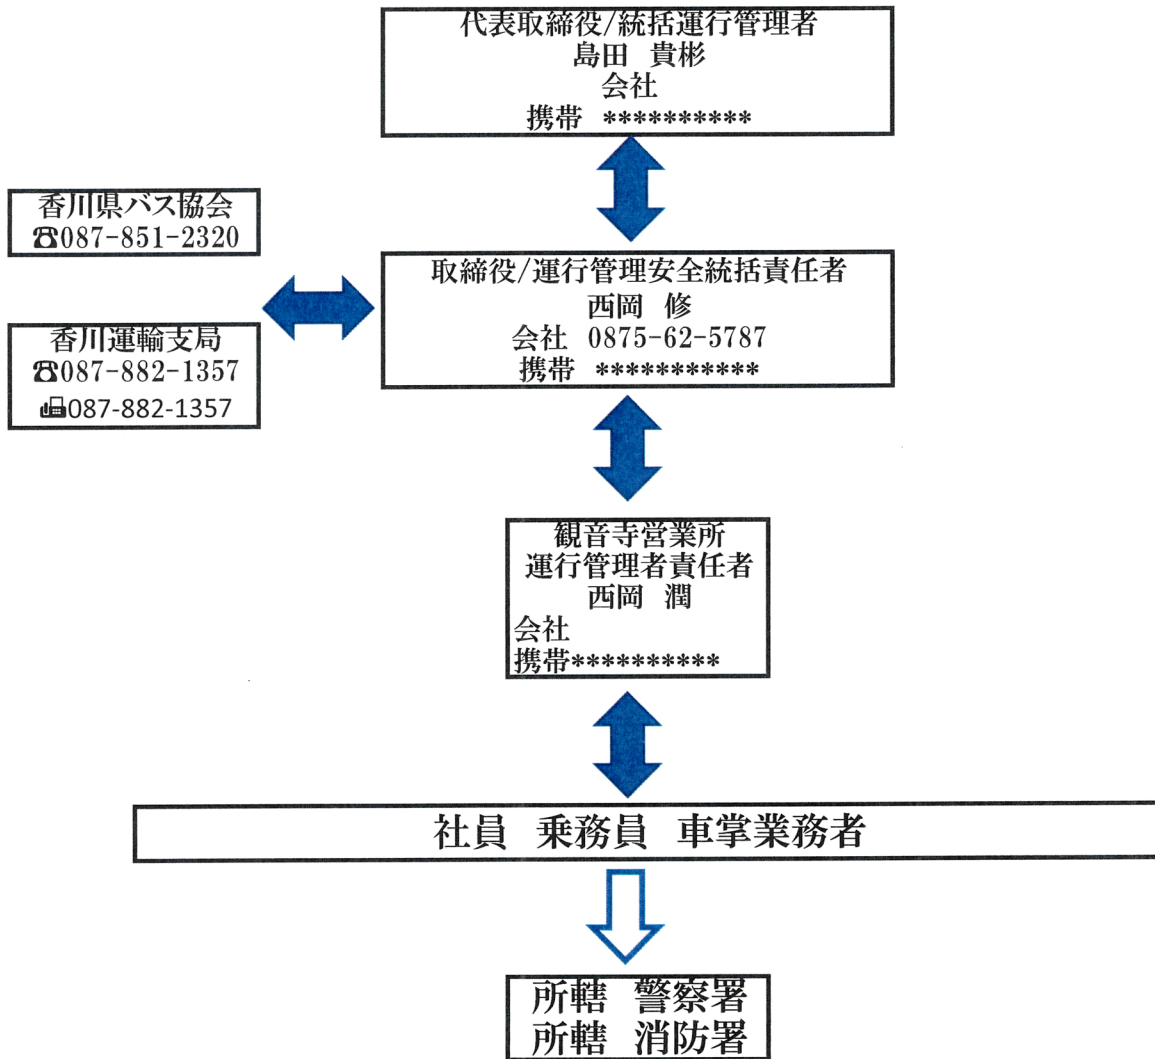 代表取締役/統括運行管理者
島田 貴彬
会社
携帯 **********
香川県バス協会
☎087-851-2320
取締役/運行管理安全統括責任者
西岡 修
会社 0875-62-5787
携帯 ***********
香川運輸支局
☎087-882-1357
📠087-882-1357
観音寺営業所
運行管理者責任者
西岡 潤
会社
携帯**********
社員 乗務員 車掌業務者
所轄 警察署
所轄 消防署